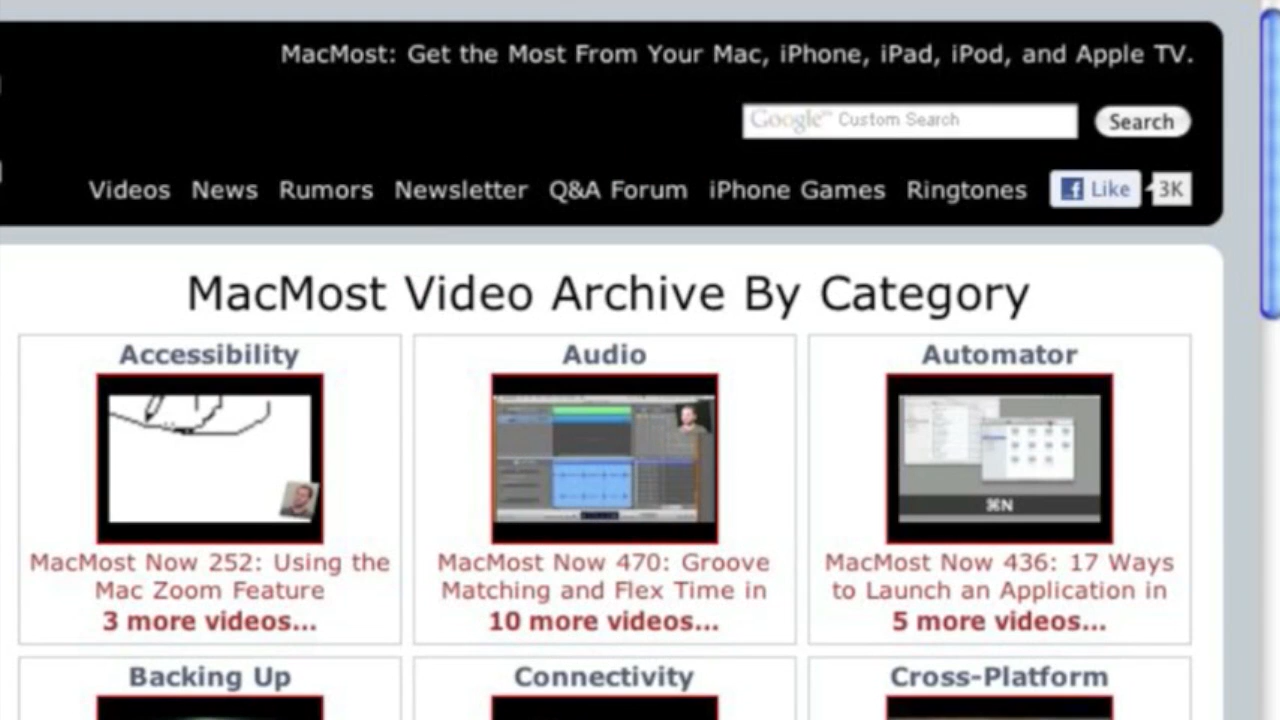 MacMost: Get the Most From Your Mac, iPhone, iPad, iPod, and Apple TV.
Google™ Custom Search
Search
Videos News Rumors Newsletter Q&A Forum iPhone Games Ringtones
Like
3K
MacMost Video Archive By Category
Accessibility
MacMost Now 252: Using the
Mac Zoom Feature
3 more videos...
Audio
MacMost Now 470: Groove
Matching and Flex Time in
10 more videos...
Automator
⌘N
MacMost Now 436: 17 Ways
to Launch an Application in
5 more videos...
Backing Up
Connectivity
Cross-Platform